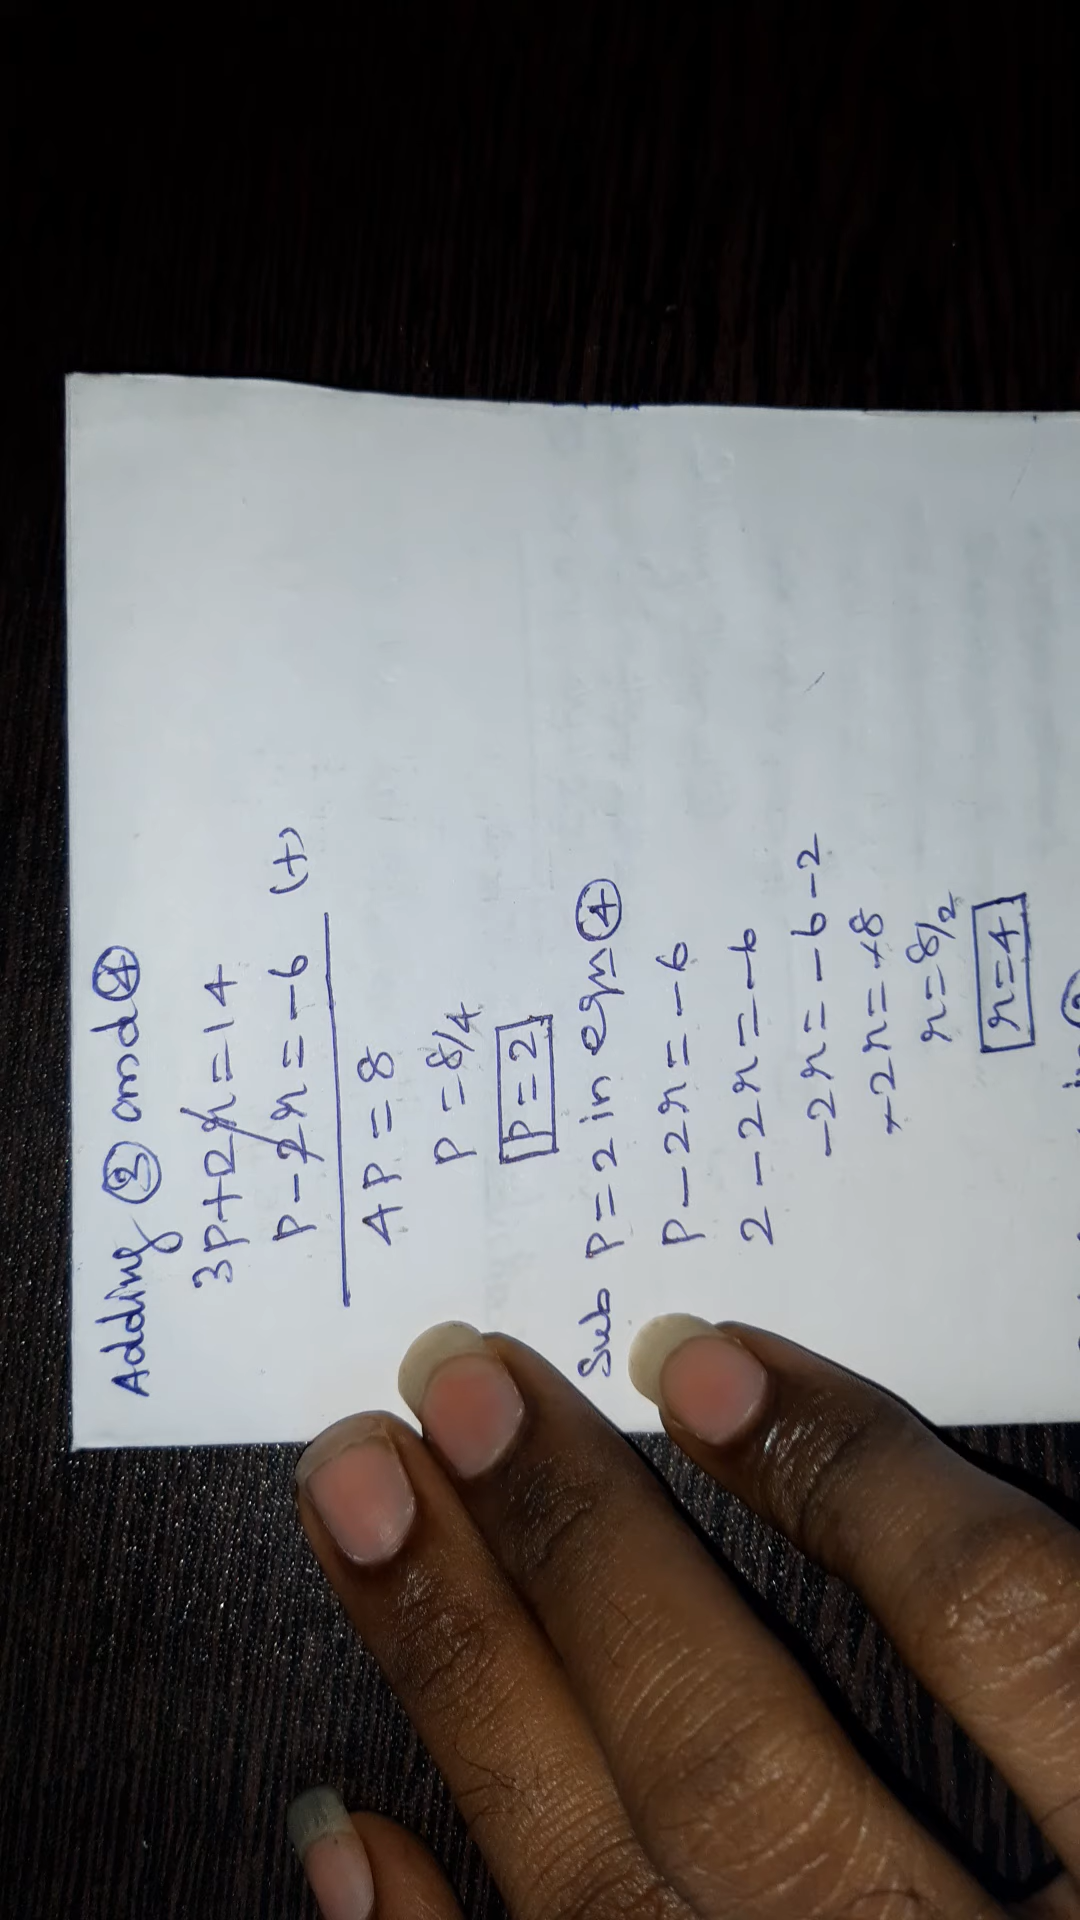 Adding ③ and ④
3p+2r=14
p-2r=-6 (+)
4p=8
p=8/4
p=2
Sub p=2 in eqn ④
p-2r=-6
2-2r=-6
-2r=-6-2
-2r=-8
r=8/2
r=4